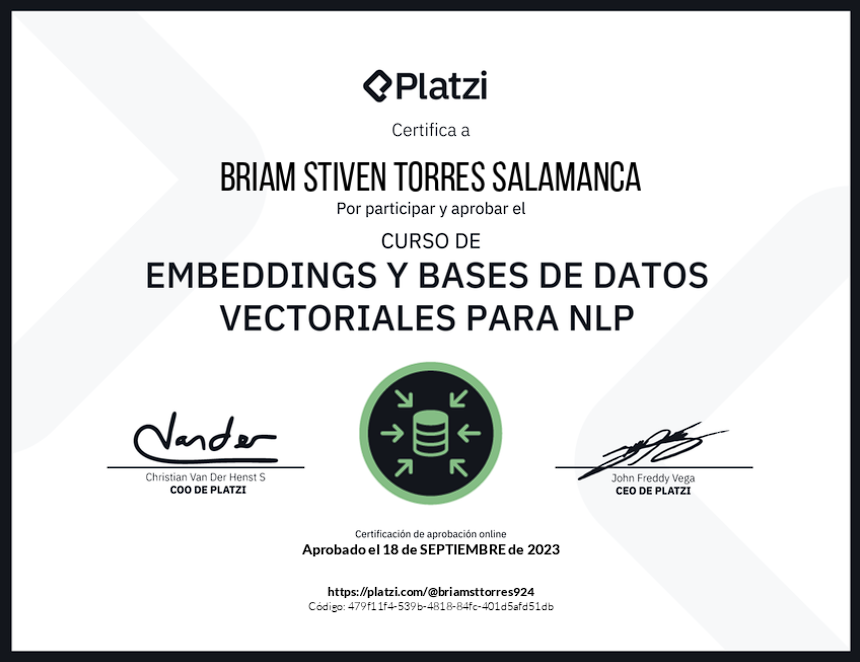 Platzi
Certifica a
BRIAM STIVEN TORRES SALAMANCA
Por participar y aprobar el
CURSO DE
EMBEDDINGS Y BASES DE DATOS
VECTORIALES PARA NLP
Vander
Christian Van Der Henst S
COO DE PLATZI
John Freddy Vega
CEO DE PLATZI
Certificación de aprobación online
Aprobado el 18 de SEPTIEMBRE de 2023
https://platzi.com/@briamsttorres924
Código: 479f11f4-539b-4818-84fc-401d5afd51db